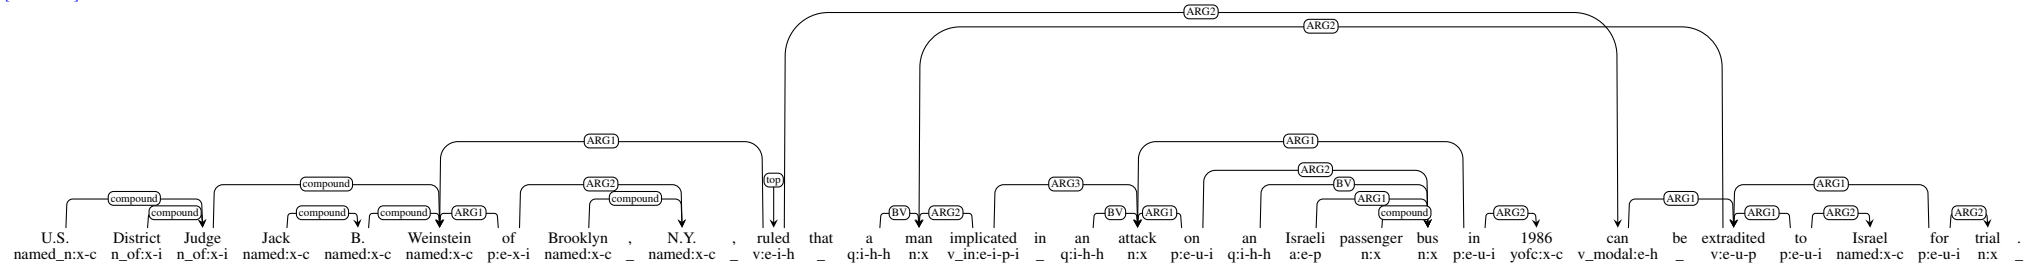 ARG2
ARG2
ARG1 ARG1
top ARG2
compound ARG2 ARG3 BV
compound compound ARG1 ARG1 ARG1
compound compound compound ARG1 BV ARG2 BV ARG1 compound ARG2 ARG1 ARG2 ARG2
U.S. District Judge Jack B. Weinstein of Brooklyn , N.Y. , ruled that a man implicated in an attack on an Israeli passenger bus in 1986 can be extradited to Israel for trial .
named_n:x-c n_of:x-i n_of:x-i named:x-c named:x-c named:x-c p:e-x-i named:x-c _ named:x-c _ v:e-i-h _ q:i-h-h n:x v_in:e-i-p-i _ q:i-h-h n:x p:e-u-i q:i-h-h a:e-p n:x n:x p:e-u-i yofc:x-c v_modal:e-h _ v:e-u-p p:e-u-i named:x-c p:e-u-i n:x _